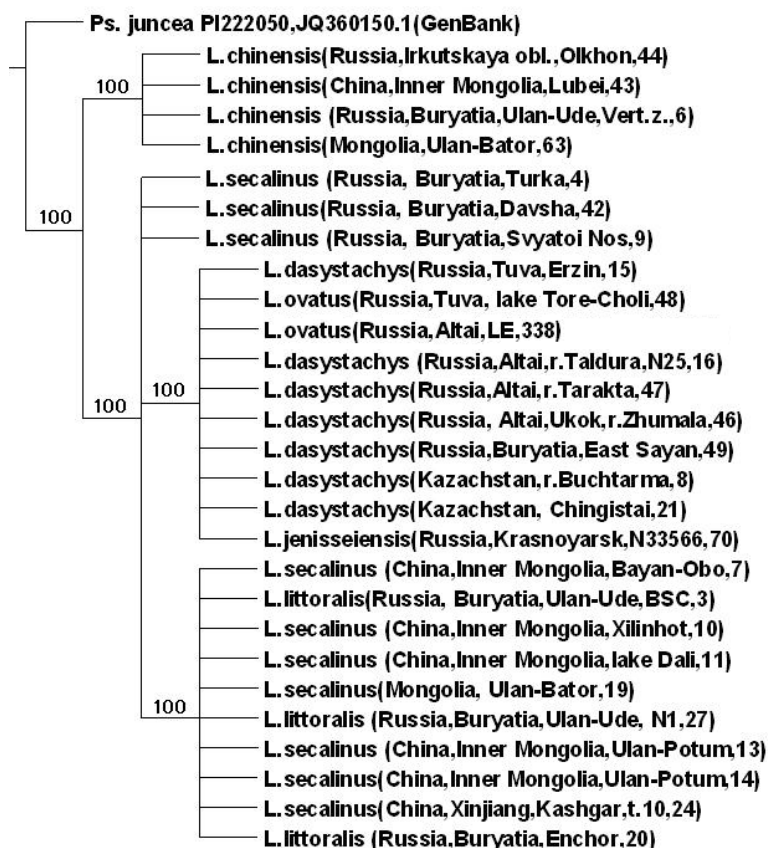 Ps. juncea PI222050,JQ360150.1(GenBank)
L.chinensis(Russia,Irkutskaya obl.,Olkhon,44)
L.chinensis(China,Inner Mongolia,Lubei,43)
100
L.chinensis (Russia,Buryatia,Ulan-Ude,Vert.z.,6)
L.chinensis(Mongolia,Ulan-Bator,63)
L.secalinus (Russia, Buryatia,Turka,4)
L.secalinus(Russia, Buryatia,Davsha,42)
100
L.secalinus (Russia, Buryatia,Svyatoi Nos,9)
L.dasystachys(Russia,Tuva,Erzin,15)
L.ovatus(Russia,Tuva, lake Tore-Choli,48)
L.ovatus(Russia,Altai,LE,338)
L.dasystachys (Russia,Altai,r.Taldura,N25,16)
L.dasystachys(Russia,Altai,r.Tarakta,47)
100
100
L.dasystachys(Russia, Altai,Ukok,r.Zhumala,46)
L.dasystachys(Russia,Buryatia,East Sayan,49)
L.dasystachys(Kazachstan,r.Buchtarma,8)
L.dasystachys(Kazachstan, Chingistai,21)
L.jenisseiensis(Russia,Krasnoyarsk,N33566,70)
L.secalinus (China,Inner Mongolia,Bayan-Obo,7)
L.littoralis(Russia, Buryatia,Ulan-Ude,BSC,3)
L.secalinus (China,Inner Mongolia,Xilinhot,10)
L.secalinus (China,Inner Mongolia,lake Dali,11)
L.secalinus(Mongolia, Ulan-Bator,19)
100
L.littoralis (Russia,Buryatia,Ulan-Ude, N1,27)
L.secalinus (China,Inner Mongolia,Ulan-Potum,13)
L.secalinus(China,Inner Mongolia,Ulan-Potum,14)
L.secalinus(China,Xinjiang,Kashgar,t.10,24)
L.littoralis (Russia,Buryatia,Enchor,20)